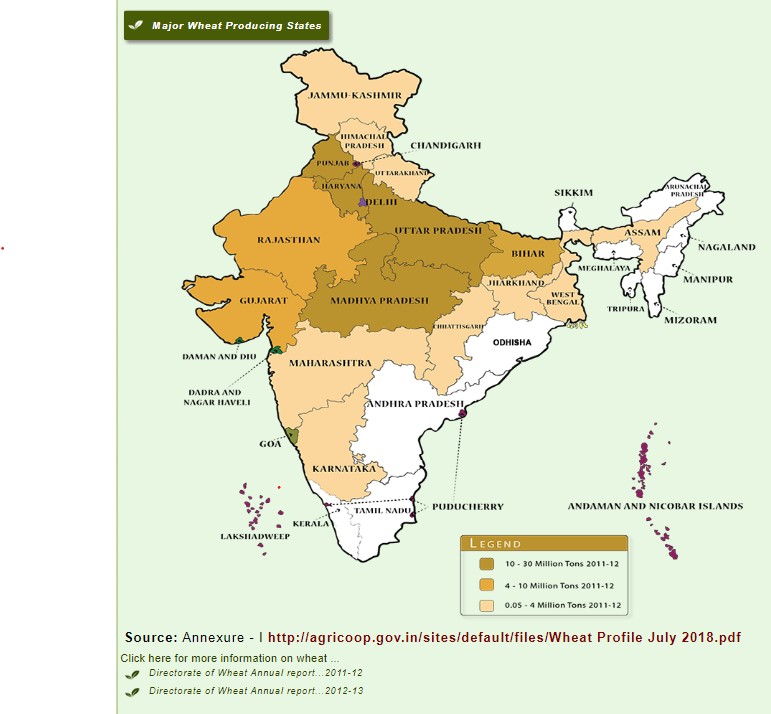 Major Wheat Producing States
JAMMU-KASHMIR
HIMACHAL
PRADESH
CHANDIGARH
PUNJAB
UTTARAKHAND
HARYANA
DELHI
ARUNACHAL
PRADESH
SIKKIM
RAJASTHAN
UTTAR PRADESH
ASSAM
NAGALAND
BIHAR
MEGHALAYA
MANIPUR
JHARKHAND
GUJARAT
MADHYA PRADESH
WEST
BENGAL
TRIPURA
MIZORAM
CHHATTISGARH
ODHISHA
DAMAN AND DIU
MAHARASHTRA
DADRA AND
NAGAR HAVELI
ANDHRA PRADESH
GOA
KARNATAKA
PUDUCHERRY
ANDAMAN AND NICOBAR ISLANDS
TAMIL NADU
KERALA
LAKSHADWEEP
LEGEND
10 - 30 Million Tons 2011-12
4 - 10 Million Tons 2011-12
0.05 - 4 Million Tons 2011-12
Source: Annexure - I http://agricoop.gov.in/sites/default/files/Wheat Profile July 2018.pdf
Click here for more information on wheat ...
Directorate of Wheat Annual report...2011-12
Directorate of Wheat Annual report...2012-13